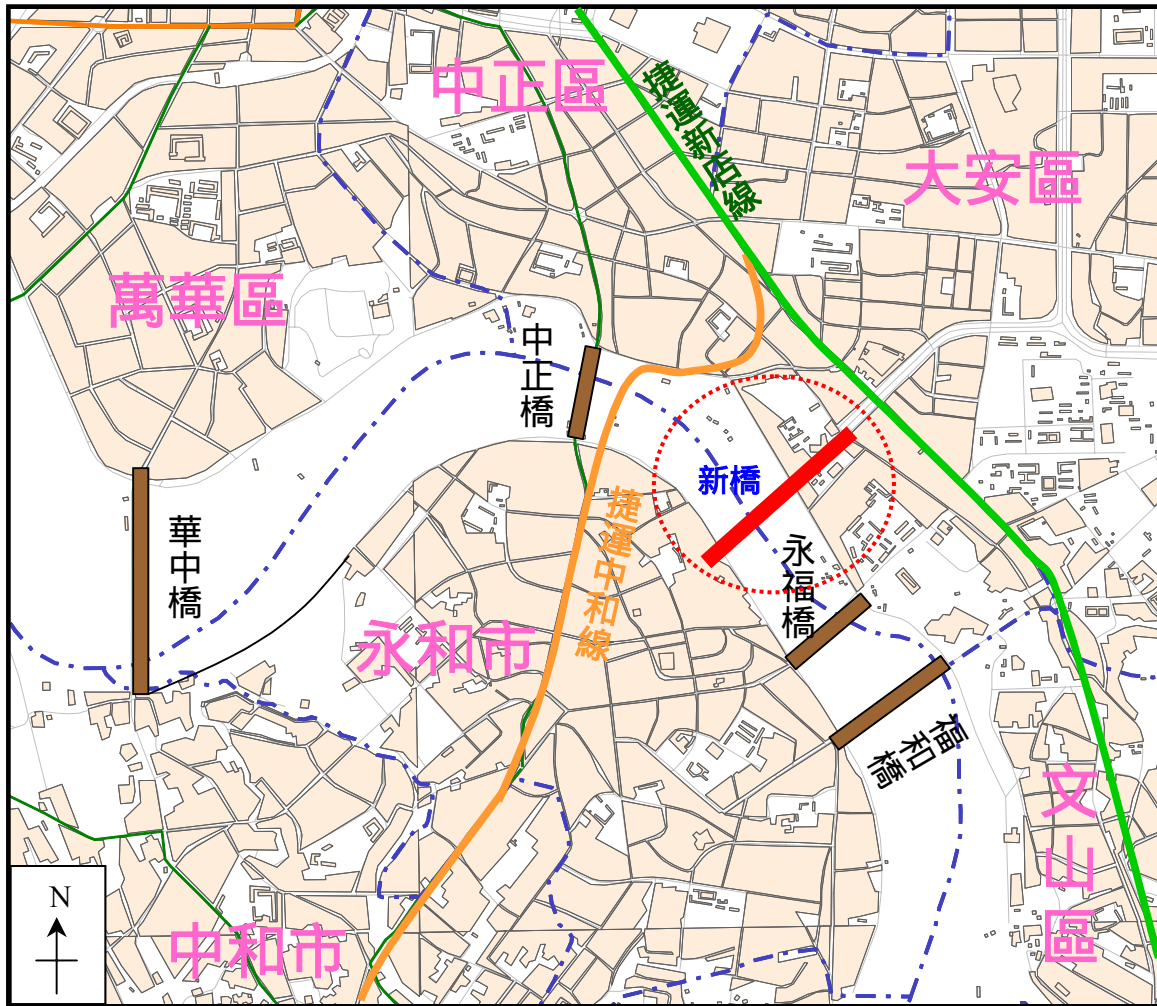 中正區
捷運新店線
大安區
萬華區
中正橋
新橋
捷運中和線
華中橋
永福橋
永和市
福和橋
文山區
中和市
N